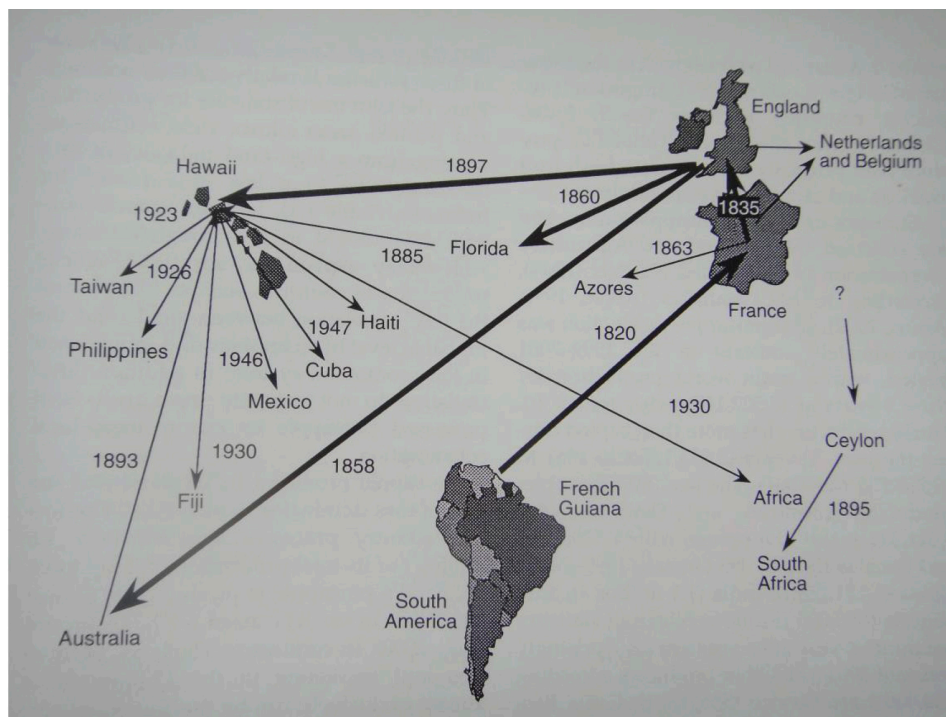 England
Netherlands
and Belgium
Hawaii
1897
1860
1835
1923
1885
Florida
1863
Azores
1926
Taiwan
France
?
Philippines
1947
Haiti
1820
1946
Cuba
Mexico
1930
Ceylon
1893
1930
1858
Fiji
French
Guiana
Africa
1895
South
Africa
South
America
Australia